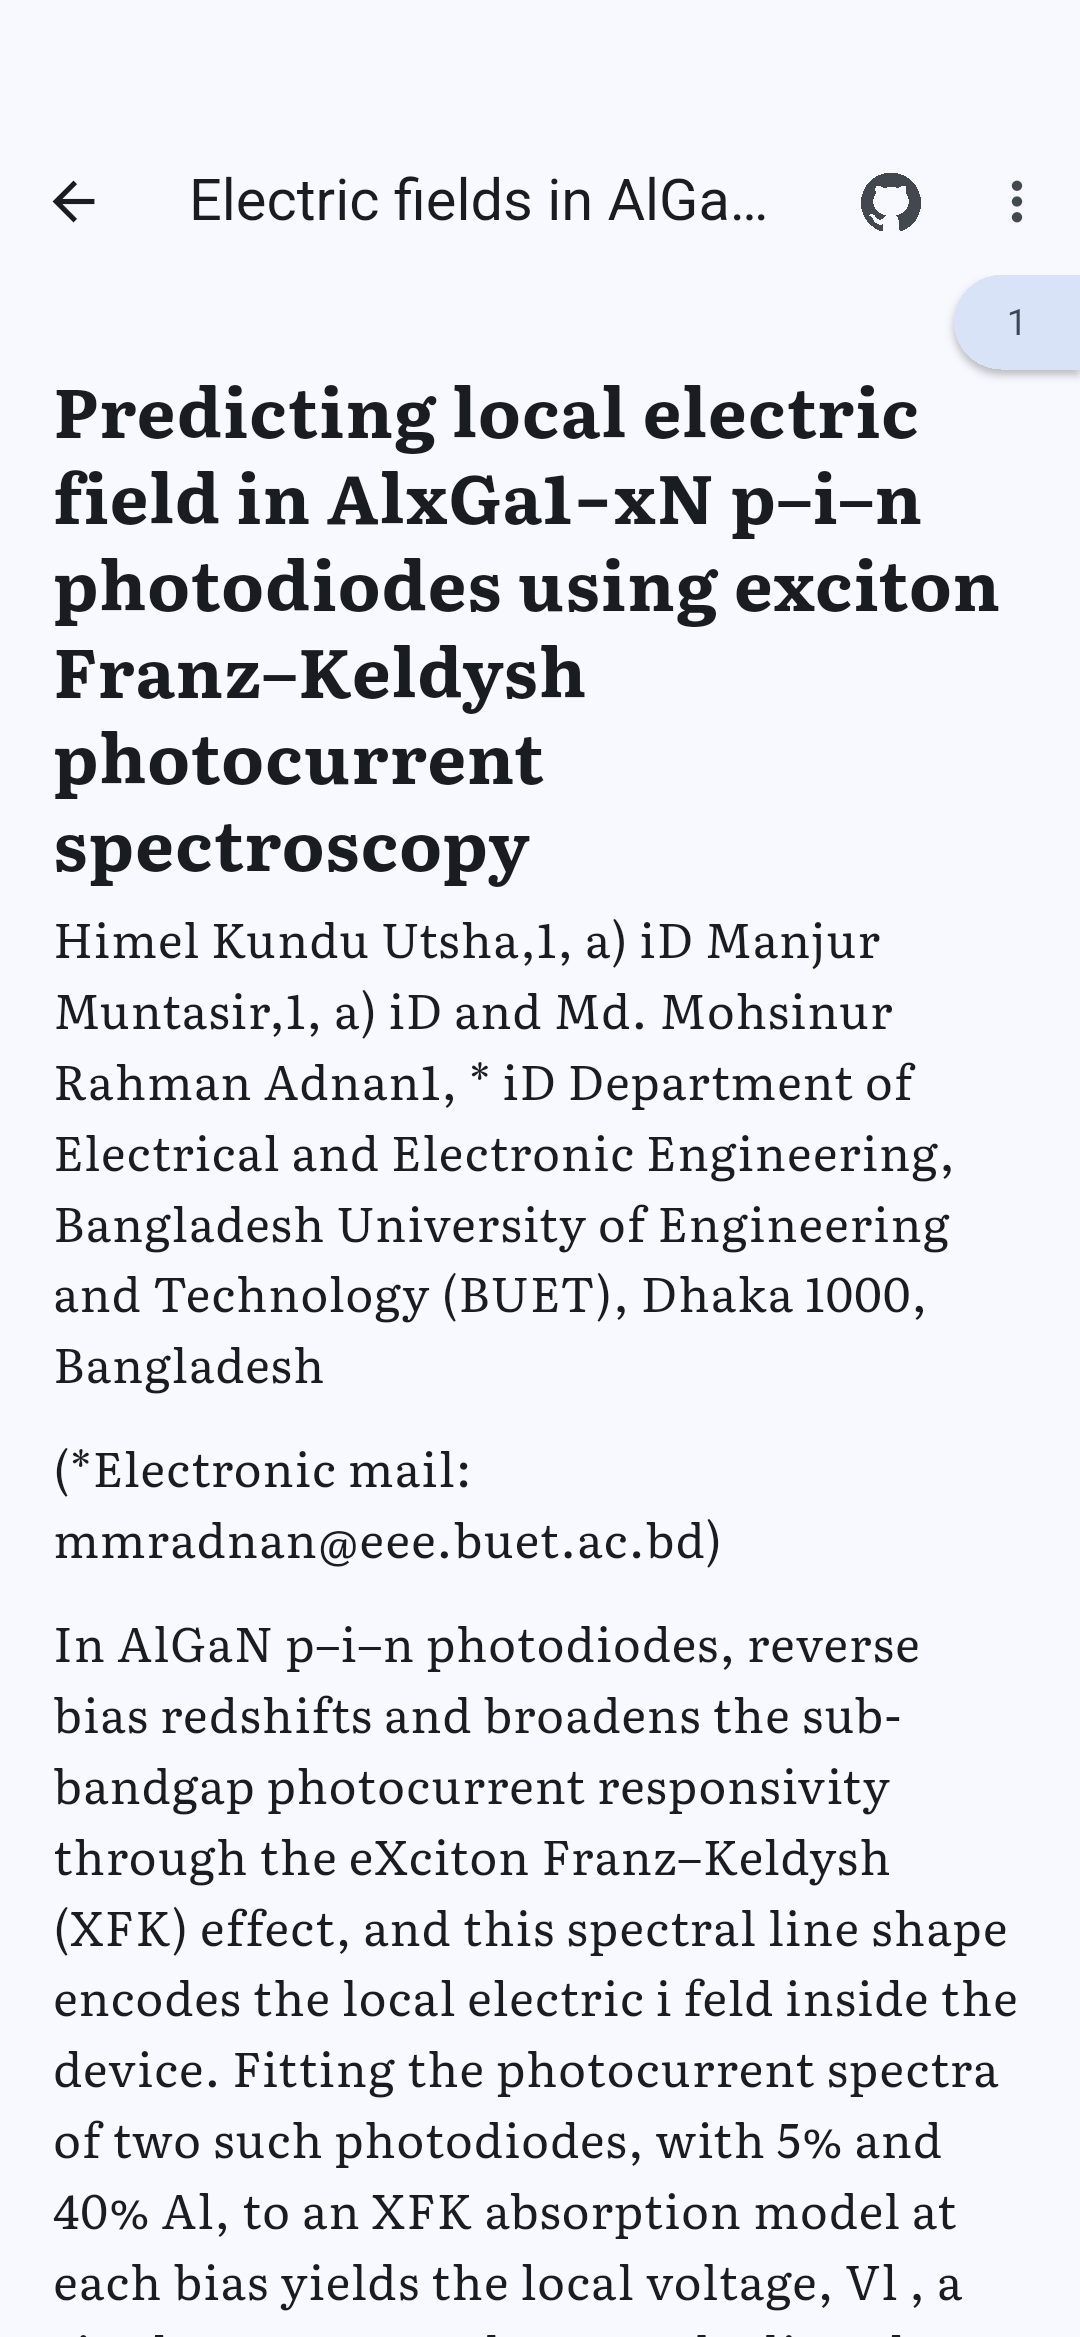 Electric fields in AlGa...
1
Predicting local electric
field in AlxGa1–xN p–i–n
photodiodes using exciton
Franz–Keldysh
photocurrent
spectroscopy
Himel Kundu Utsha,1, a) iD Manjur
Muntasir,1, a) iD and Md. Mohsinur
Rahman Adnan1, * iD Department of
Electrical and Electronic Engineering,
Bangladesh University of Engineering
and Technology (BUET), Dhaka 1000,
Bangladesh
(*Electronic mail:
mmradnan@eee.buet.ac.bd)
In AlGaN p–i–n photodiodes, reverse
bias redshifts and broadens the sub-
bandgap photocurrent responsivity
through the eXciton Franz–Keldysh
(XFK) effect, and this spectral line shape
encodes the local electric i feld inside the
device. Fitting the photocurrent spectra
of two such photodiodes, with 5% and
40% Al, to an XFK absorption model at
each bias yields the local voltage, Vl , a